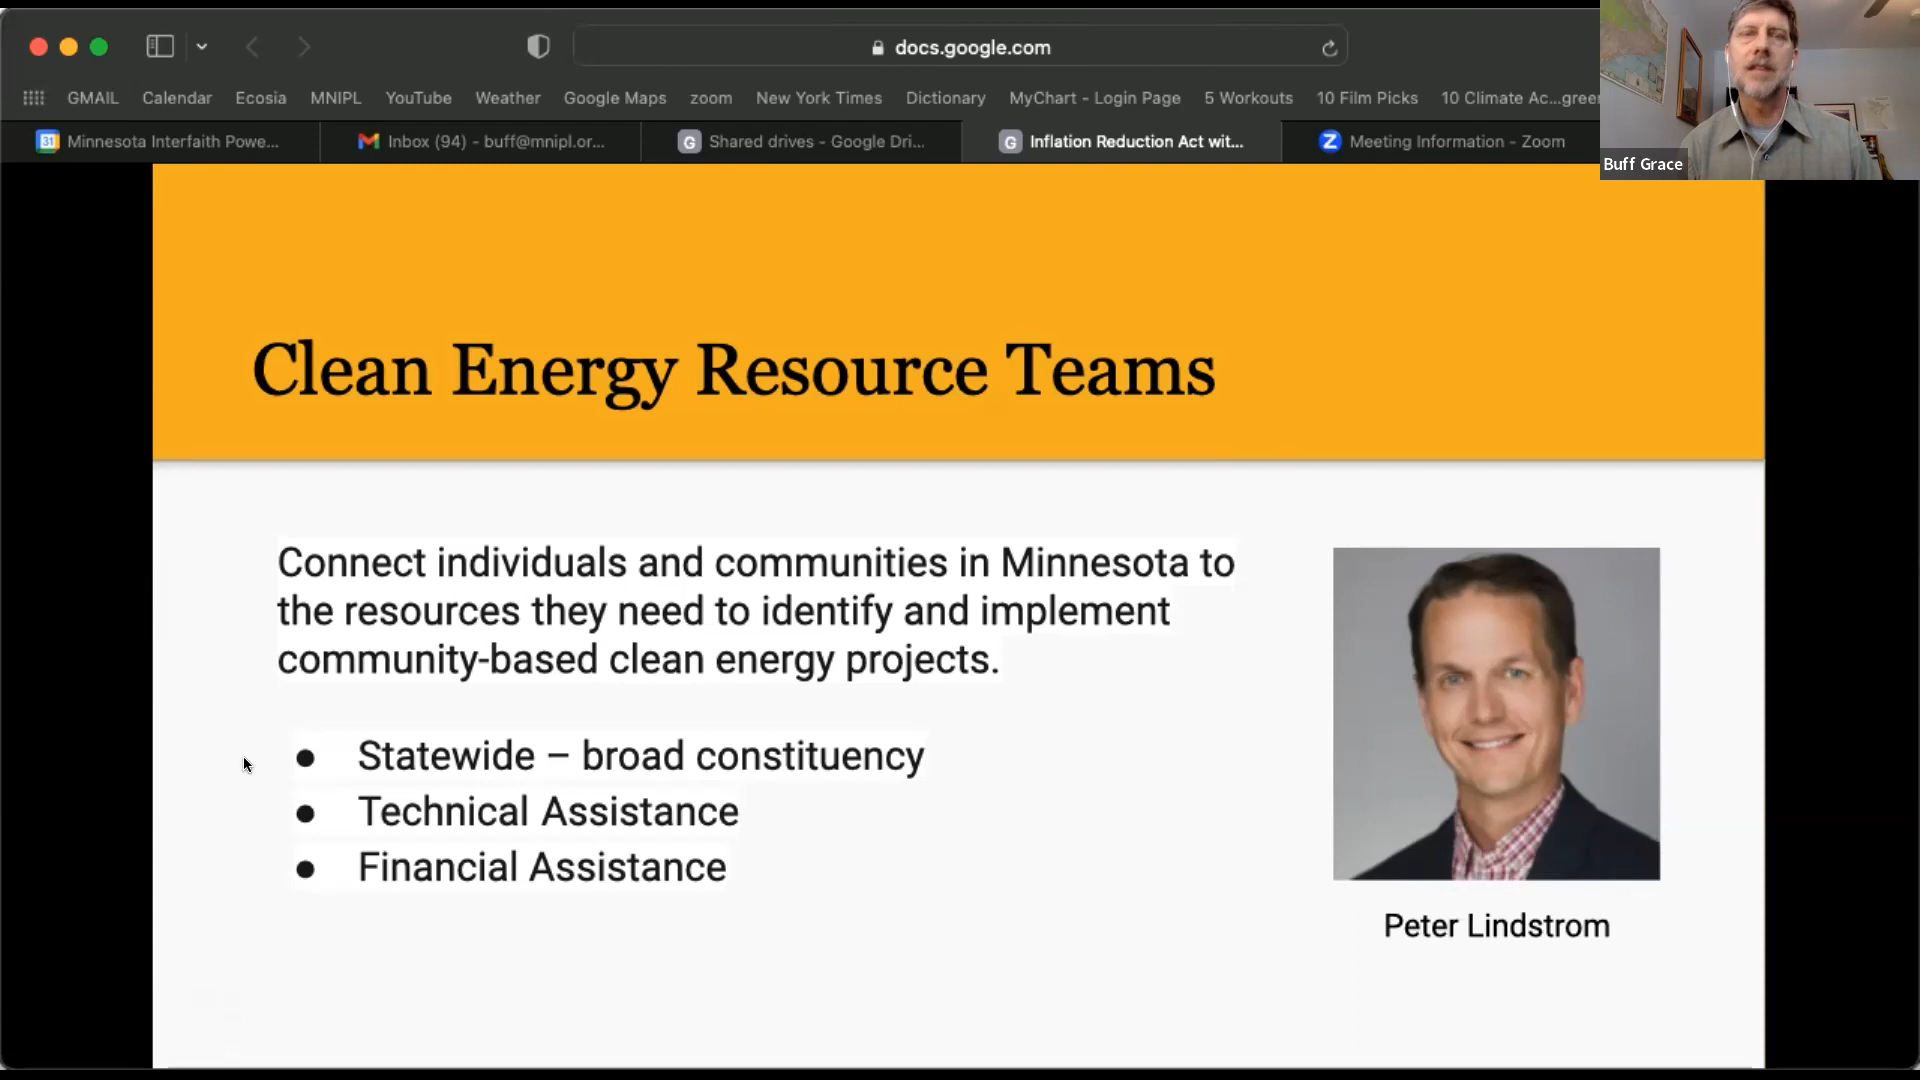 docs.google.com
GMAIL Calendar Ecosia MNIPL YouTube Weather Google Maps zoom New York Times Dictionary MyChart - Login Page 5 Workouts 10 Film Picks 10 Climate Ac...gree
31 Minnesota Interfaith Powe... Inbox (94) - buff@mnipl.or... G Shared drives - Google Dri... G Inflation Reduction Act wit... Z Meeting Information - Zoom
Buff Grace
Clean Energy Resource Teams
Connect individuals and communities in Minnesota to
the resources they need to identify and implement
community-based clean energy projects.
● Statewide – broad constituency
● Technical Assistance
● Financial Assistance
Peter Lindstrom